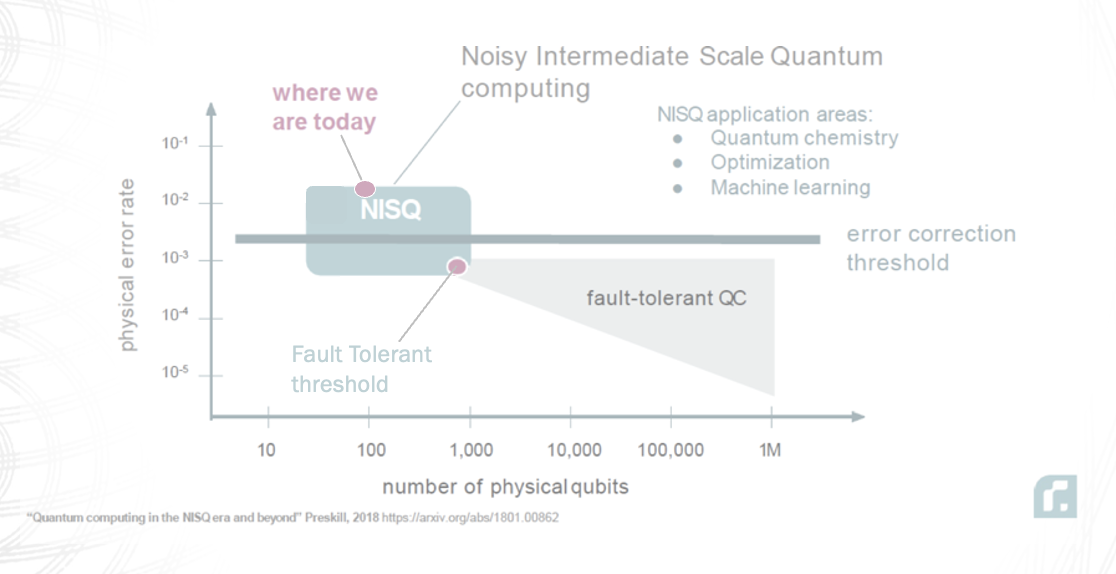 Noisy Intermediate Scale Quantum
computing
where we
are today
NISQ application areas:
● Quantum chemistry
● Optimization
● Machine learning
physical error rate
10-1
10-2
10-3
10-4
10-5
NISQ
error correction
threshold
fault-tolerant QC
Fault Tolerant
threshold
10
100
1,000
10,000
100,000
1M
number of physical qubits
"Quantum computing in the NISQ era and beyond" Preskill, 2018 https://arxiv.org/abs/1801.00862